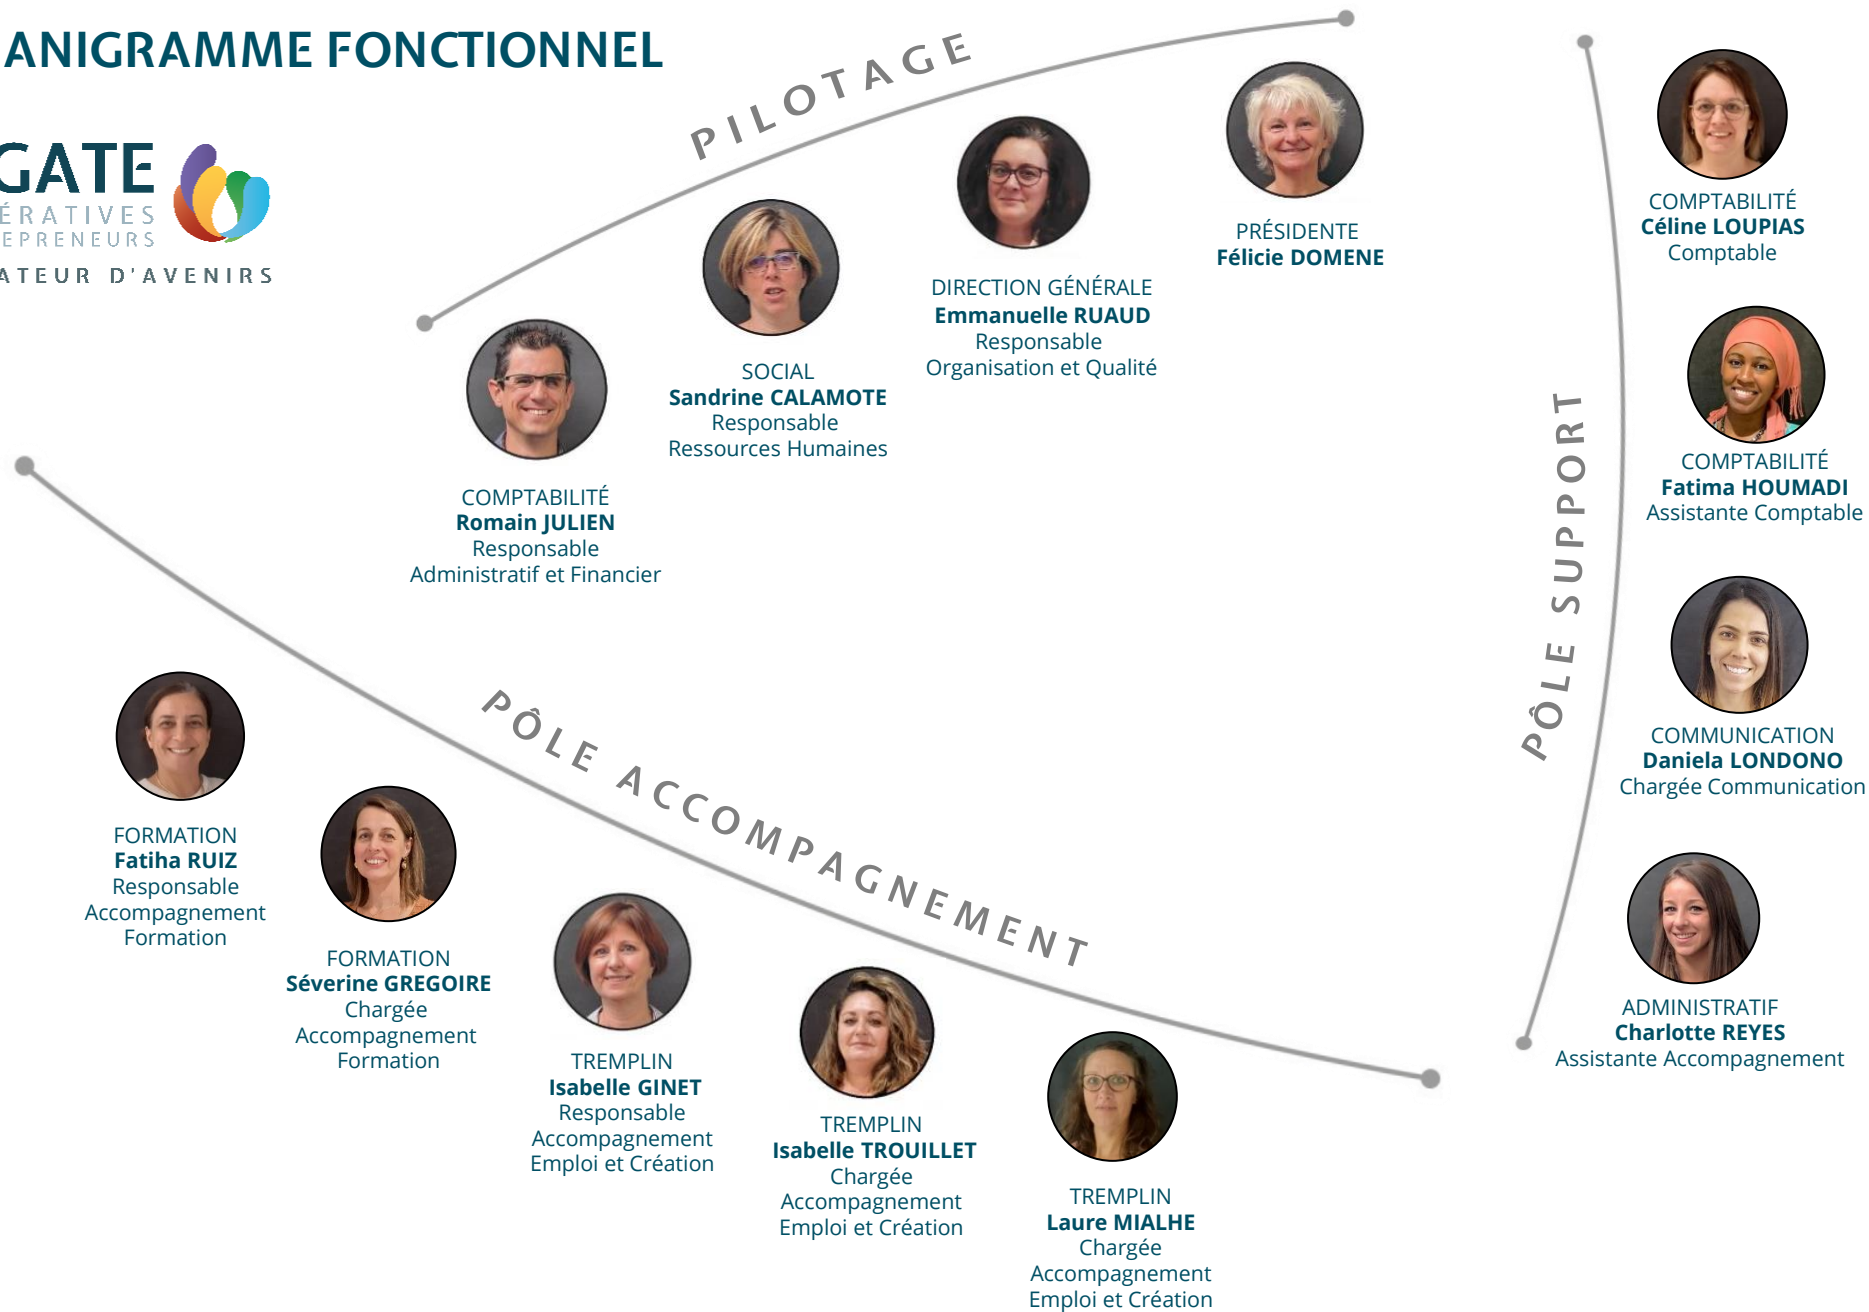 ANIGRAMME FONCTIONNEL
GATE
ÉRATIVES
EPRENEURS
ATEUR D'AVENIRS
PILOTAGE
PRÉSIDENTE
Félicie DOMENE
DIRECTION GÉNÉRALE
Emmanuelle RUAUD
Responsable
Organisation et Qualité
SOCIAL
Sandrine CALAMOTE
Responsable
Ressources Humaines
COMPTABILITÉ
Romain JULIEN
Responsable
Administratif et Financier
PÔLE SUPPORT
COMPTABILITÉ
Céline LOUPIAS
Comptable
COMPTABILITÉ
Fatima HOUMADI
Assistante Comptable
COMMUNICATION
Daniela LONDONO
Chargée Communication
ADMINISTRATIF
Charlotte REYES
Assistante Accompagnement
PÔLE ACCOMPAGNEMENT
FORMATION
Fatiha RUIZ
Responsable
Accompagnement
Formation
FORMATION
Séverine GREGOIRE
Chargée
Accompagnement
Formation
TREMPLIN
Isabelle GINET
Responsable
Accompagnement
Emploi et Création
TREMPLIN
Isabelle TROUILLET
Chargée
Accompagnement
Emploi et Création
TREMPLIN
Laure MIALHE
Chargée
Accompagnement
Emploi et Création